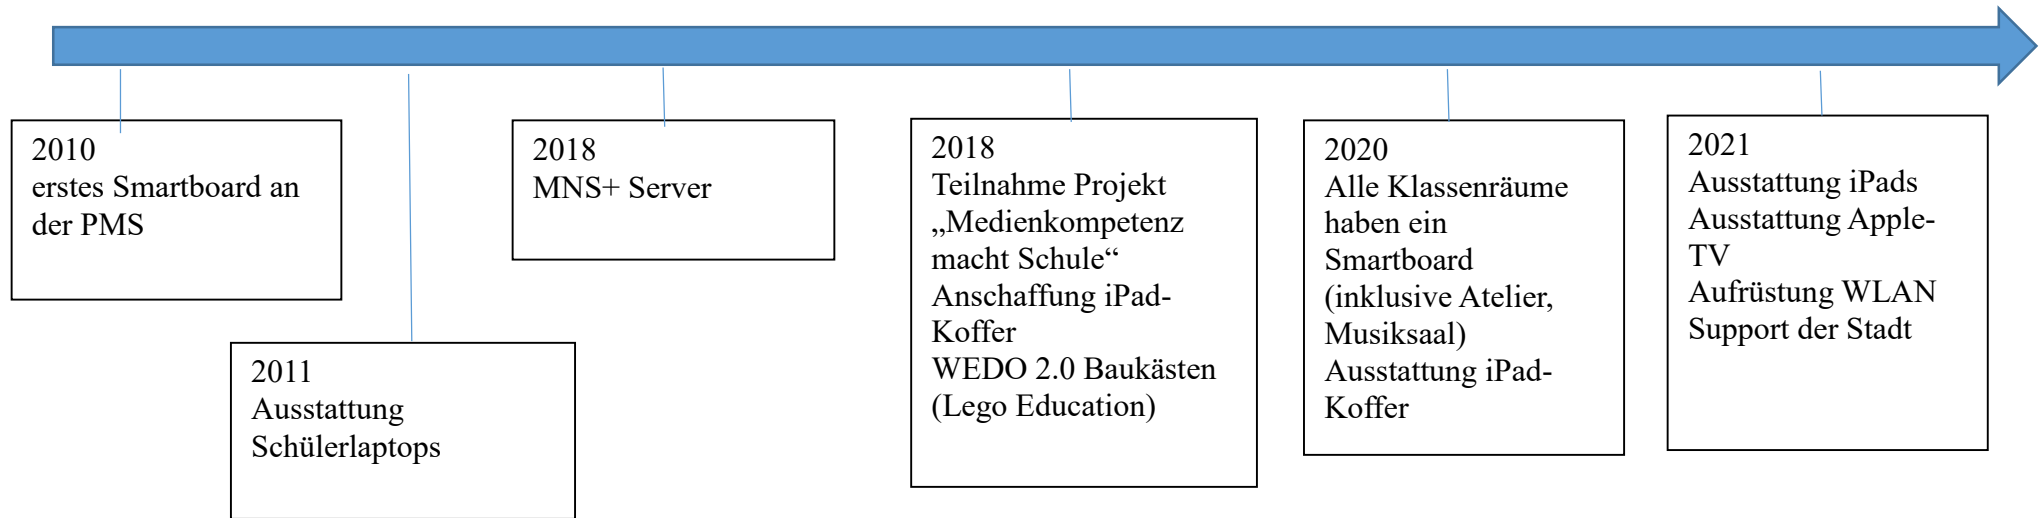 2010
erstes Smartboard an
der PMS
2011
Ausstattung
Schülerlaptops
2018
MNS+ Server
2018
Teilnahme Projekt
„Medienkompetenz
macht Schule“
Anschaffung iPad-
Koffer
WEDO 2.0 Baukästen
(Lego Education)
2020
Alle Klassenräume
haben ein
Smartboard
(inklusive Atelier,
Musiksaal)
Ausstattung iPad-
Koffer
2021
Ausstattung iPads
Ausstattung Apple-
TV
Aufrüstung WLAN
Support der Stadt